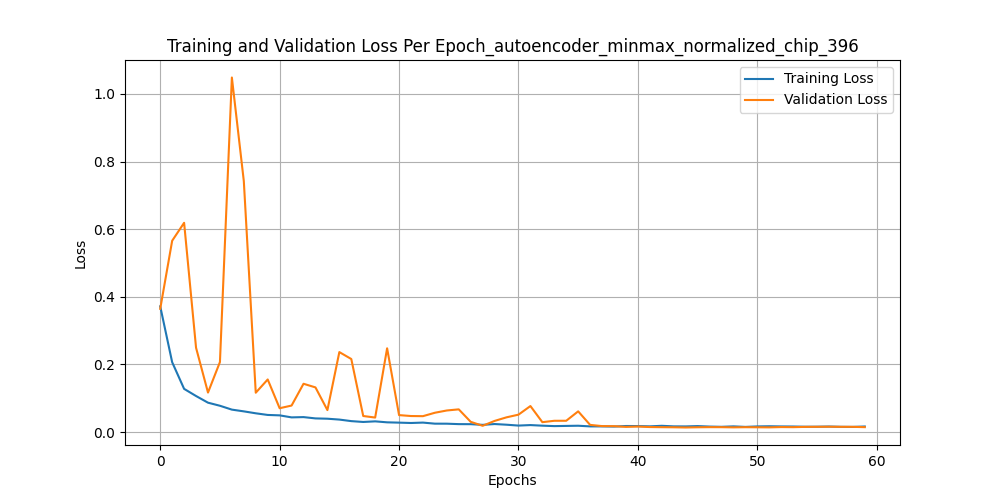 Training and Validation Loss Per Epoch_autoencoder_minmax_normalized_chip_396
Training Loss
Validation Loss
1.0
0.8
0.6
0.4
0.2
0.0
Loss
0 10 20 30 40 50 60
Epochs